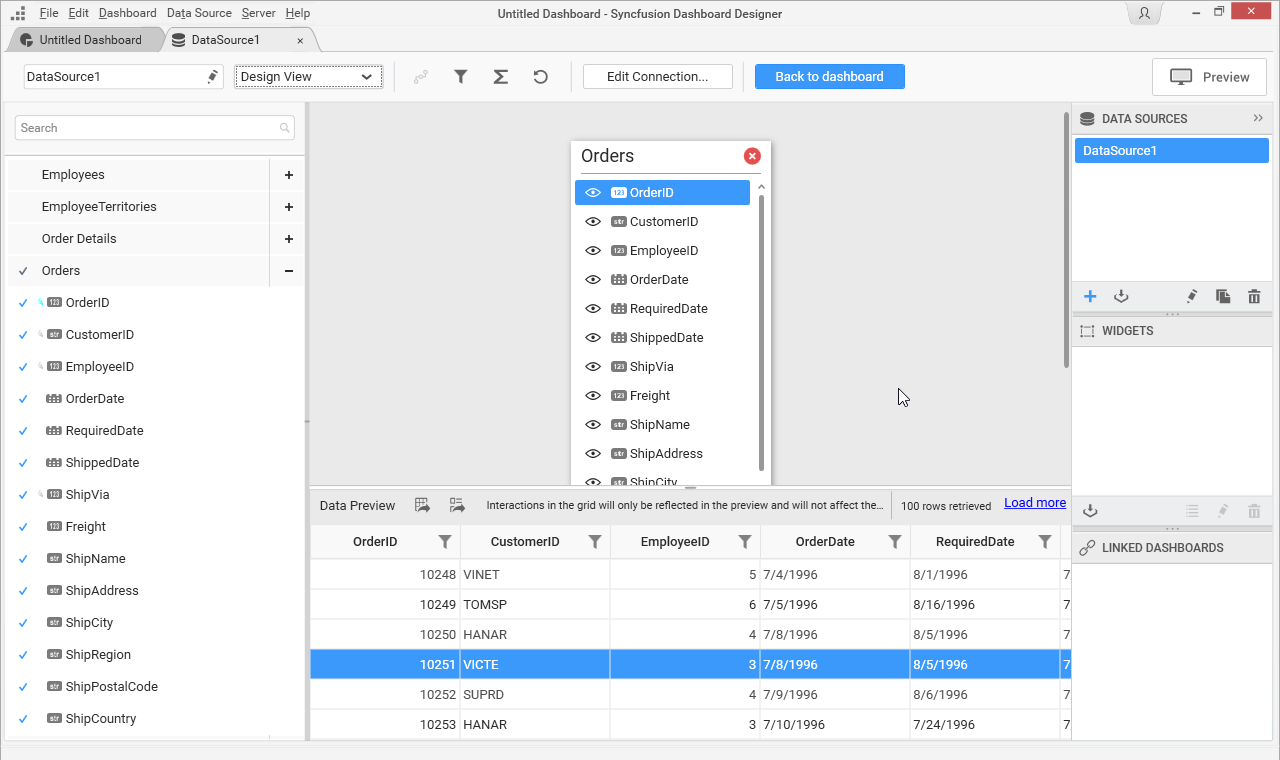 File Edit Dashboard Data Source Server Help
Untitled Dashboard - Syncfusion Dashboard Designer
Untitled Dashboard
DataSource1
DataSource1
Design View
Edit Connection...
Back to dashboard
Preview
Search
Employees
EmployeeTerritories
Order Details
Orders
123 OrderID
str CustomerID
123 EmployeeID
OrderDate
RequiredDate
ShippedDate
123 ShipVia
123 Freight
str ShipName
str ShipAddress
str ShipCity
str ShipRegion
str ShipPostalCode
str ShipCountry
Orders
123 OrderID
str CustomerID
123 EmployeeID
OrderDate
RequiredDate
ShippedDate
123 ShipVia
123 Freight
str ShipName
str ShipAddress
str ShipCity
Data Preview
Interactions in the grid will only be reflected in the preview and will not affect the...
100 rows retrieved
Load more
OrderID CustomerID EmployeeID OrderDate RequiredDate
10248 VINET 5 7/4/1996 8/1/1996 7
10249 TOMSP 6 7/5/1996 8/16/1996 7
10250 HANAR 4 7/8/1996 8/5/1996 7
10251 VICTE 3 7/8/1996 8/5/1996 7
10252 SUPRD 4 7/9/1996 8/6/1996 7
10253 HANAR 3 7/10/1996 7/24/1996 7
DATA SOURCES
DataSource1
WIDGETS
LINKED DASHBOARDS